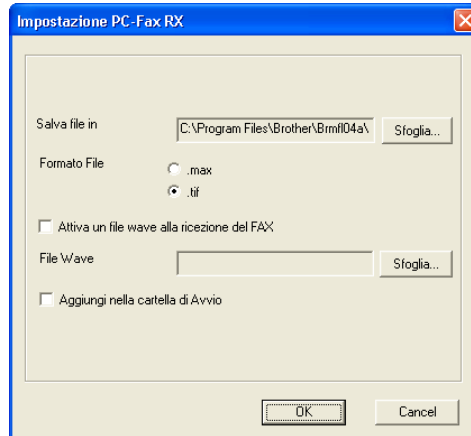 Impostazione PC-Fax RX
Salva file in C:\Program Files\Brother\Brmfl04a\ Sfoglia...
Formato File .max
.tif
Attiva un file wave alla ricezione del FAX
File Wave Sfoglia...
Aggiungi nella cartella di Avvio
OK Cancel